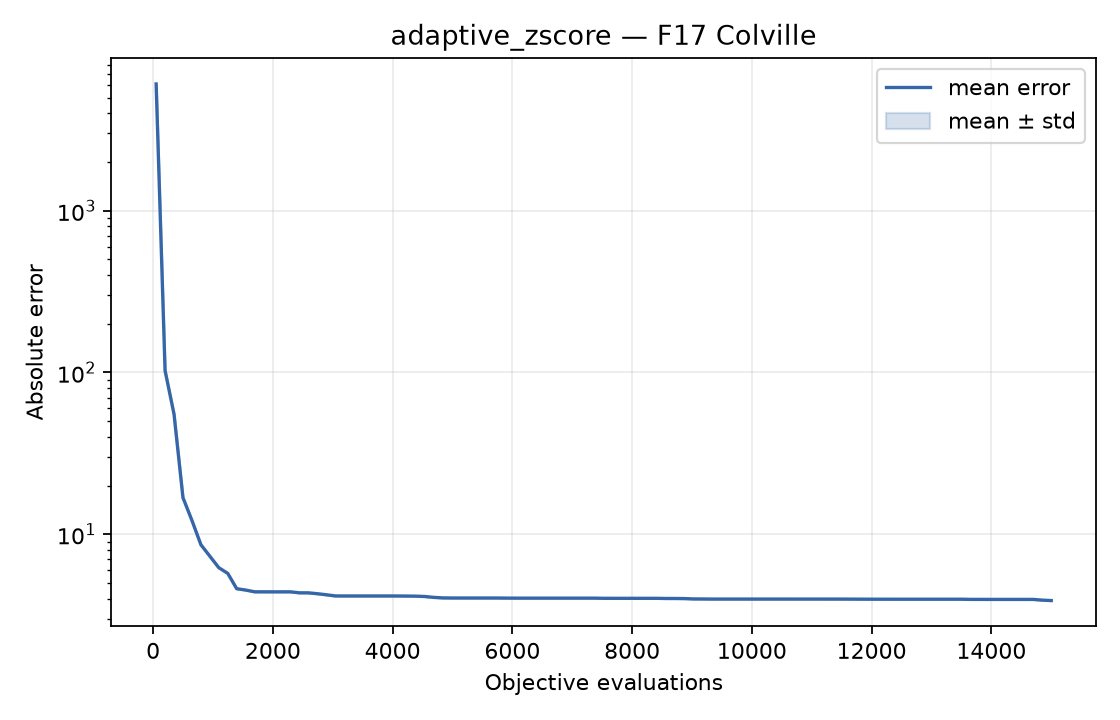 adaptive_zscore — F17 Colville
mean error
mean ± std
Absolute error
10³
10²
10¹
0 2000 4000 6000 8000 10000 12000 14000
Objective evaluations